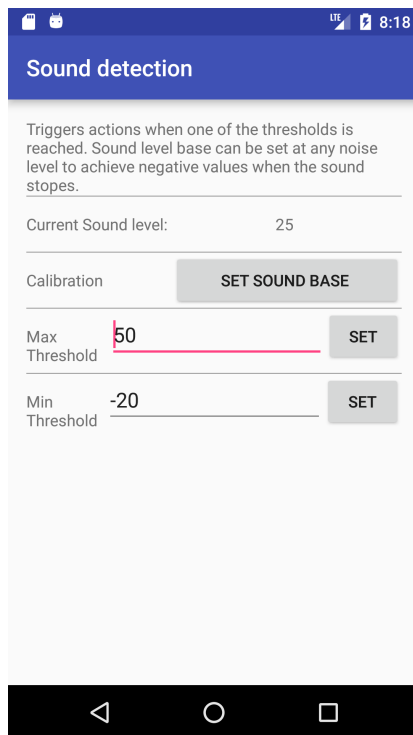 LTE 8:18
Sound detection
Triggers actions when one of the thresholds is
reached. Sound level base can be set at any noise
level to achieve negative values when the sound
stopes.
Current Sound level: 25
Calibration SET SOUND BASE
Max
Threshold 50 SET
Min
Threshold -20 SET